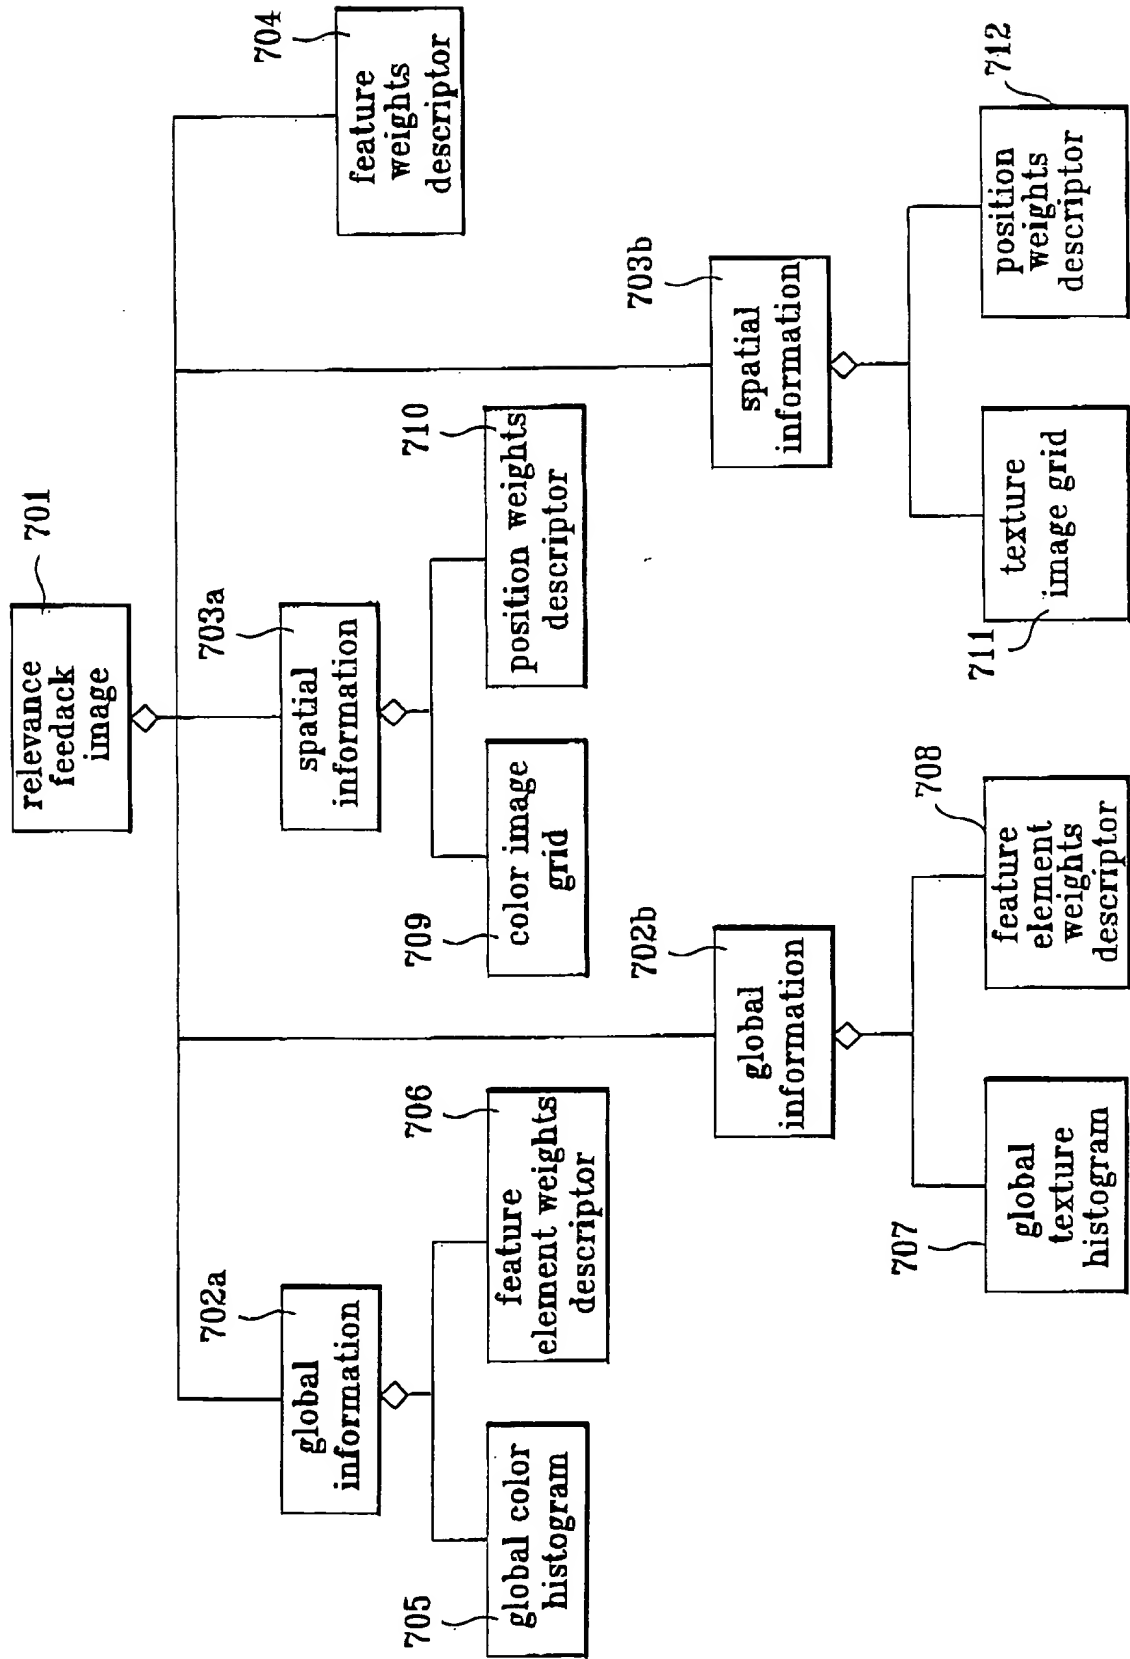 701
relevance
feedack
image
702a
global
information
705
global color
histogram
706
feature
element weights
descriptor
702b
global
information
707
global
texture
histogram
708
feature
element
weights
descriptor
703a
spatial
information
709
color image
grid
710
position weights
descriptor
703b
spatial
information
711
texture
image grid
712
position
weights
descriptor
704
feature
weights
descriptor